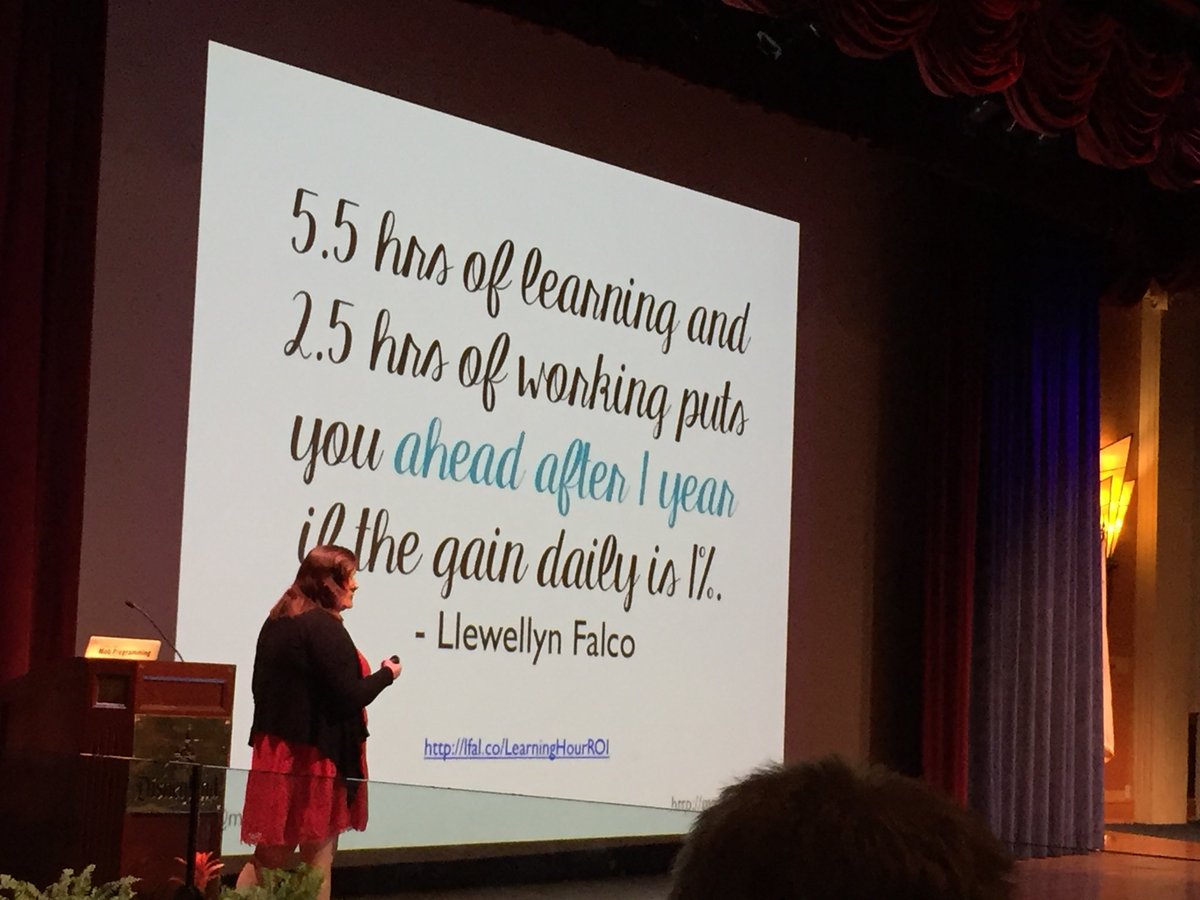 5.5 hrs of learning and
2.5 hrs of working puts
you ahead after 1 year
if the gain daily is 1%.
- Llewellyn Falco
http://lfal.co/LearningHourROI
http://m
Mob Programming
Disneyland